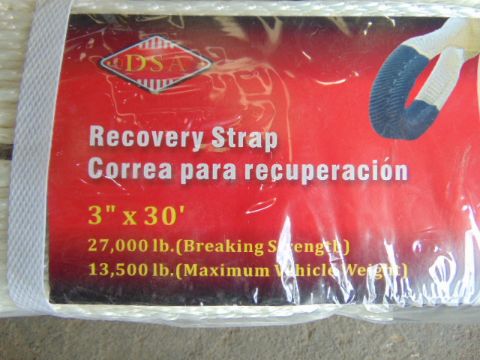 DSA
Recovery Strap
Correa para recuperación
3" x 30'
27,000 lb.(Breaking Strength)
13,500 lb.(Maximum Vehicle Weight)